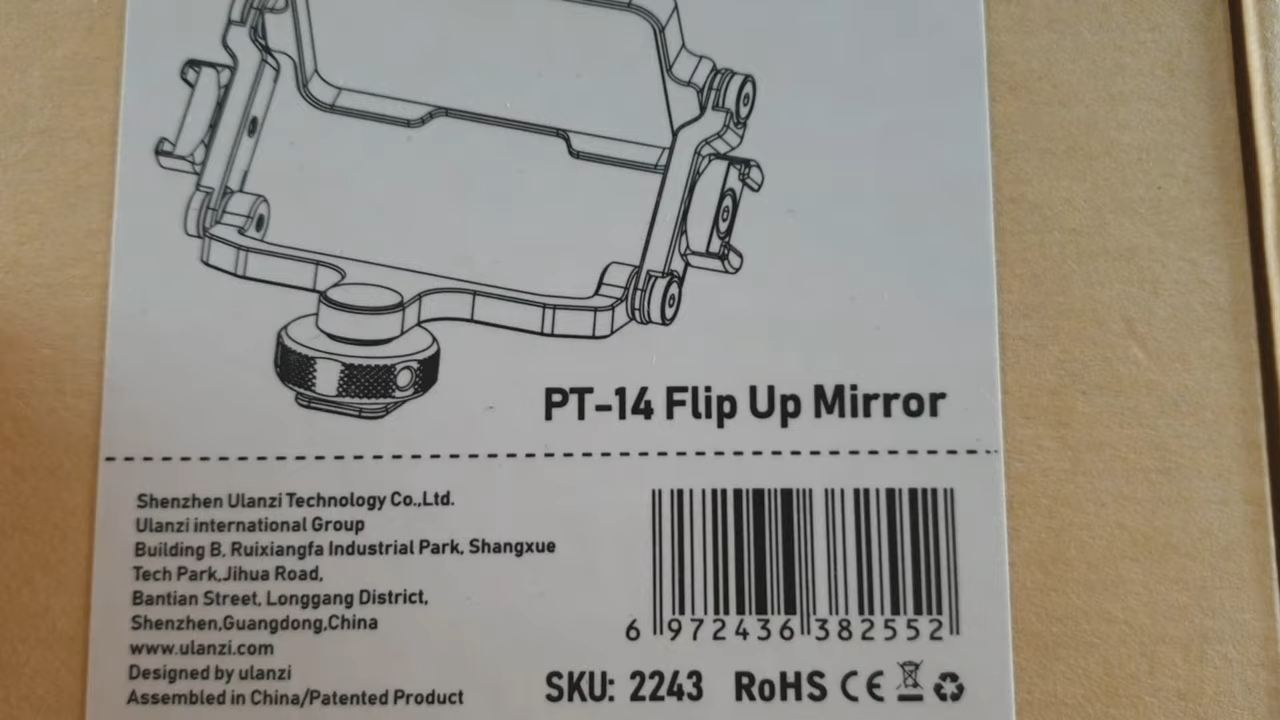 PT-14 Flip Up Mirror
Shenzhen Ulanzi Technology Co.,Ltd.
Ulanzi international Group
Building B, Ruixiangfa Industrial Park, Shangxue
Tech Park,Jihua Road,
Bantian Street, Longgang District,
Shenzhen,Guangdong,China
www.ulanzi.com
Designed by ulanzi
Assembled in China/Patented Product
6 972436 382552
SKU: 2243 RoHS CE